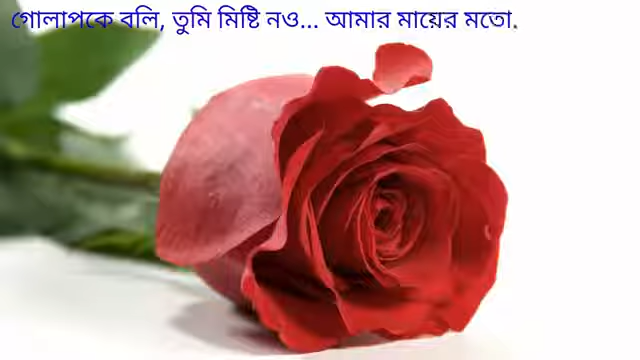 গোলাপকে বলি, তুমি মিষ্টি নও... আমার মায়ের মতো.